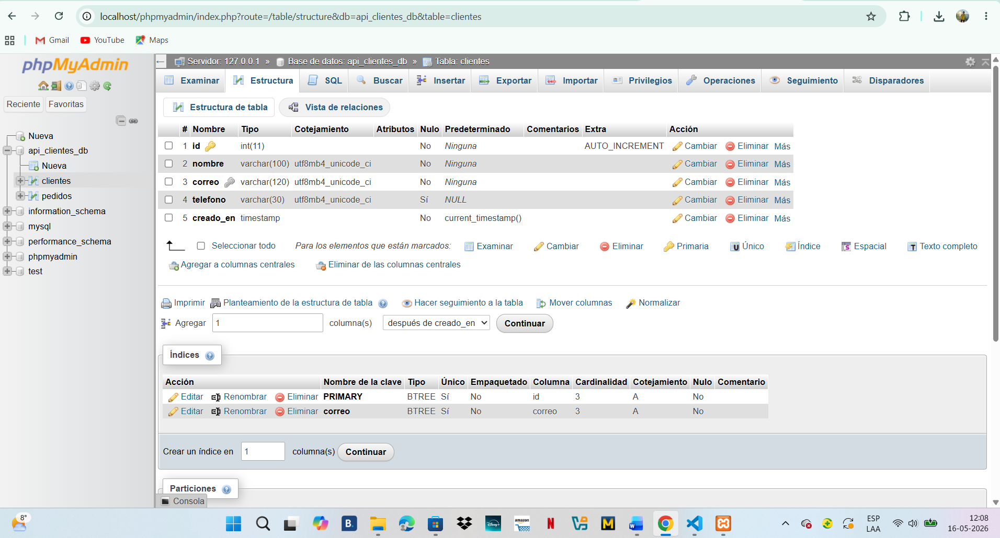 localhost/phpmyadmin/index.php?route=/table/structure&db=api_clientes_db&table=clientes
Gmail YouTube Maps
phpMyAdmin
Reciente Favoritas
Nueva
api_clientes_db
Nueva
clientes
pedidos
information_schema
mysql
performance_schema
phpmyadmin
test
Servidor: 127.0.0.1 » Base de datos: api_clientes_db » Tabla: clientes
Examinar Estructura SQL Buscar Insertar Exportar Importar Privilegios Operaciones Seguimiento Disparadores
Estructura de tabla Vista de relaciones
# Nombre Tipo Cotejamiento Atributos Nulo Predeterminado Comentarios Extra Acción
1 id int(11) No Ninguna AUTO_INCREMENT Cambiar Eliminar Más
2 nombre varchar(100) utf8mb4_unicode_ci No Ninguna Cambiar Eliminar Más
3 correo varchar(120) utf8mb4_unicode_ci No Ninguna Cambiar Eliminar Más
4 telefono varchar(30) utf8mb4_unicode_ci Sí NULL Cambiar Eliminar Más
5 creado_en timestamp No current_timestamp() Cambiar Eliminar Más
Seleccionar todo Para los elementos que están marcados: Examinar Cambiar Eliminar Primaria Único Índice Espacial Texto completo
Agregar a columnas centrales Eliminar de las columnas centrales
Imprimir Planteamiento de la estructura de tabla Hacer seguimiento a la tabla Mover columnas Normalizar
Agregar 1 columna(s) después de creado_en Continuar
Índices
Acción Nombre de la clave Tipo Único Empaquetado Columna Cardinalidad Cotejamiento Nulo Comentario
Editar Renombrar Eliminar PRIMARY BTREE Sí No id 3 A No
Editar Renombrar Eliminar correo BTREE Sí No correo 3 A No
Crear un índice en 1 columna(s) Continuar
Particiones
Consola
8°
B.
Disney+
amazon
N
M
W
ESP
LAA
12:08
16-05-2026